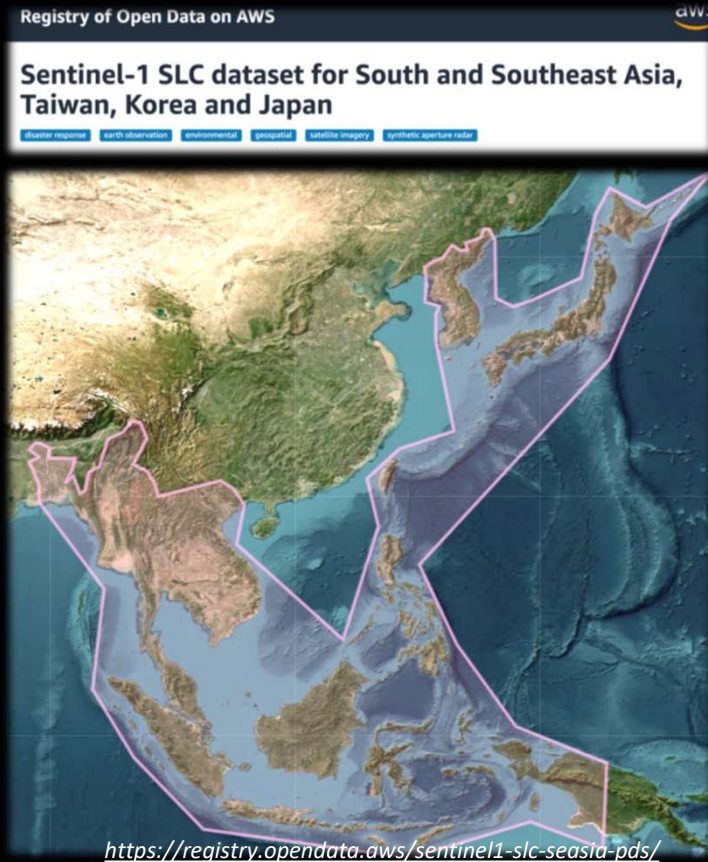 Registry of Open Data on AWS
aws
Sentinel-1 SLC dataset for South and Southeast Asia,
Taiwan, Korea and Japan
disaster response earth observation environmental geospatial satellite imagery synthetic aperture radar
https://registry.opendata.aws/sentinel1-slc-seasia-pds/